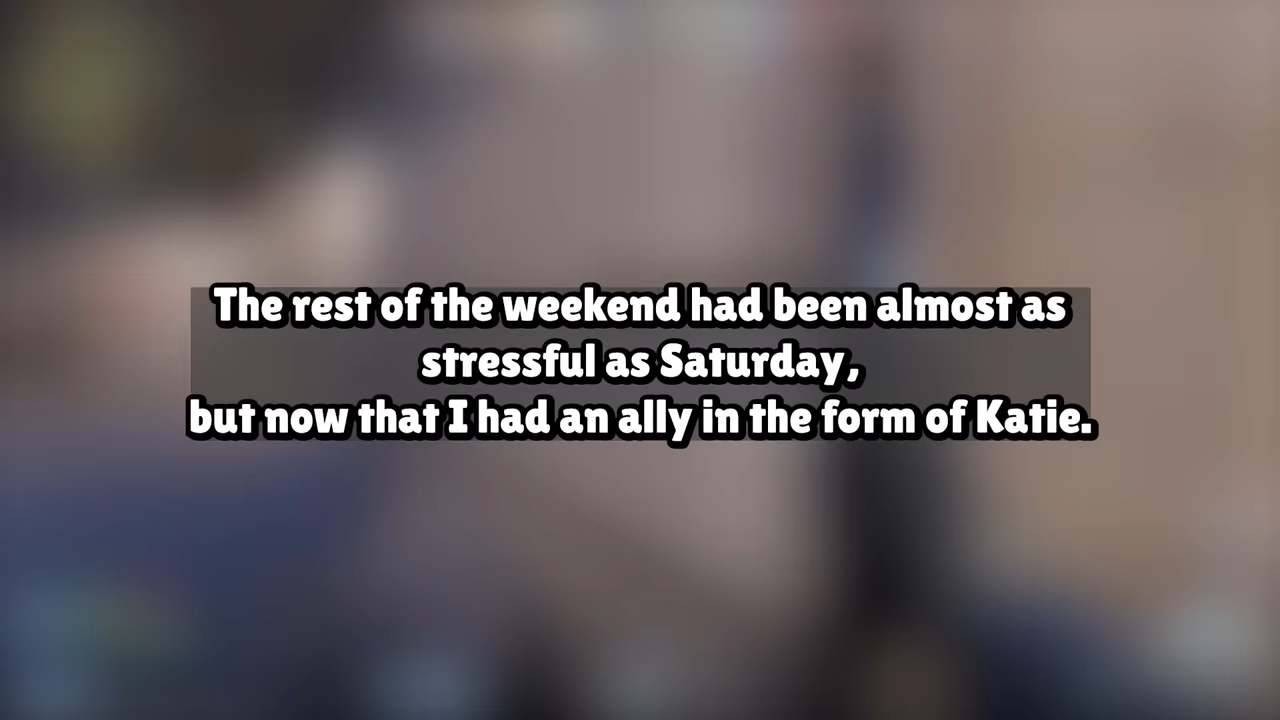 The rest of the weekend had been almost as
stressful as Saturday,
but now that I had an ally in the form of Katie.